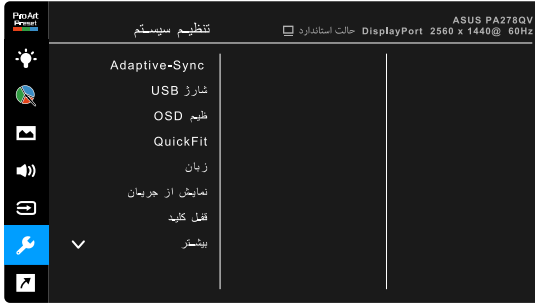 ProArt
Preset
تنظیم سیستم
ASUS PA278QV
حالت استاندارد DisplayPort 2560 x 1440@ 60Hz
Adaptive-Sync
شارژ USB
ظیم OSD
QuickFit
زبان
نمایش از جریان
قفل کلید
بیشتر